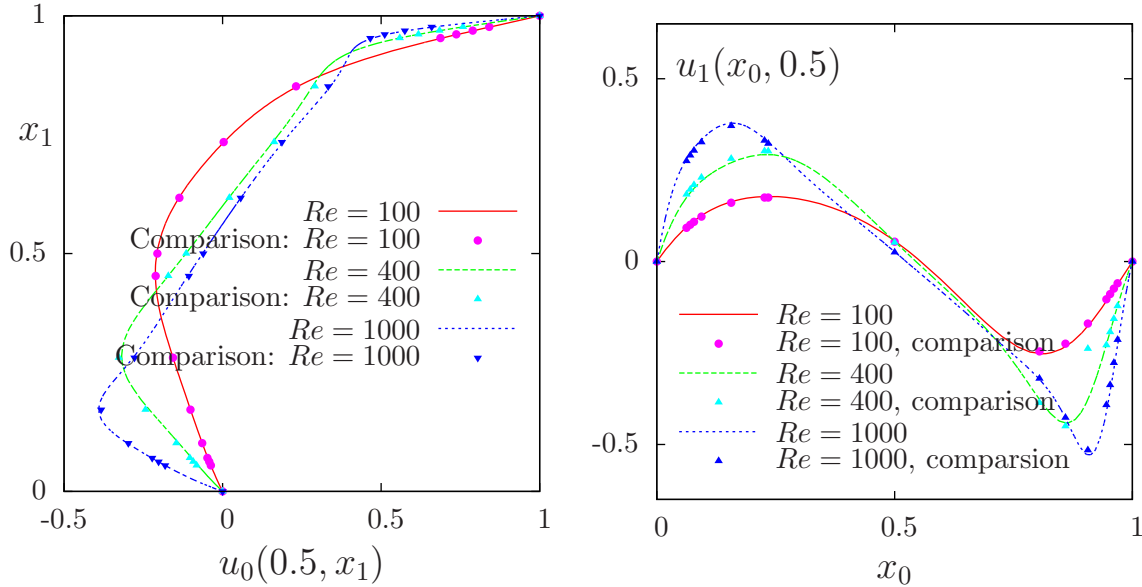 1
x₁
Re = 100
Comparison: Re = 100
Re = 400
Comparison: Re = 400
Re = 1000
Comparison: Re = 1000
0.5
0
-0.5 0 0.5 1
u₀(0.5, x₁)
u₁(x₀, 0.5)
0.5
0
-0.5
Re = 100
Re = 100, comparison
Re = 400
Re = 400, comparison
Re = 1000
Re = 1000, comparsion
0 0.5 1
x₀